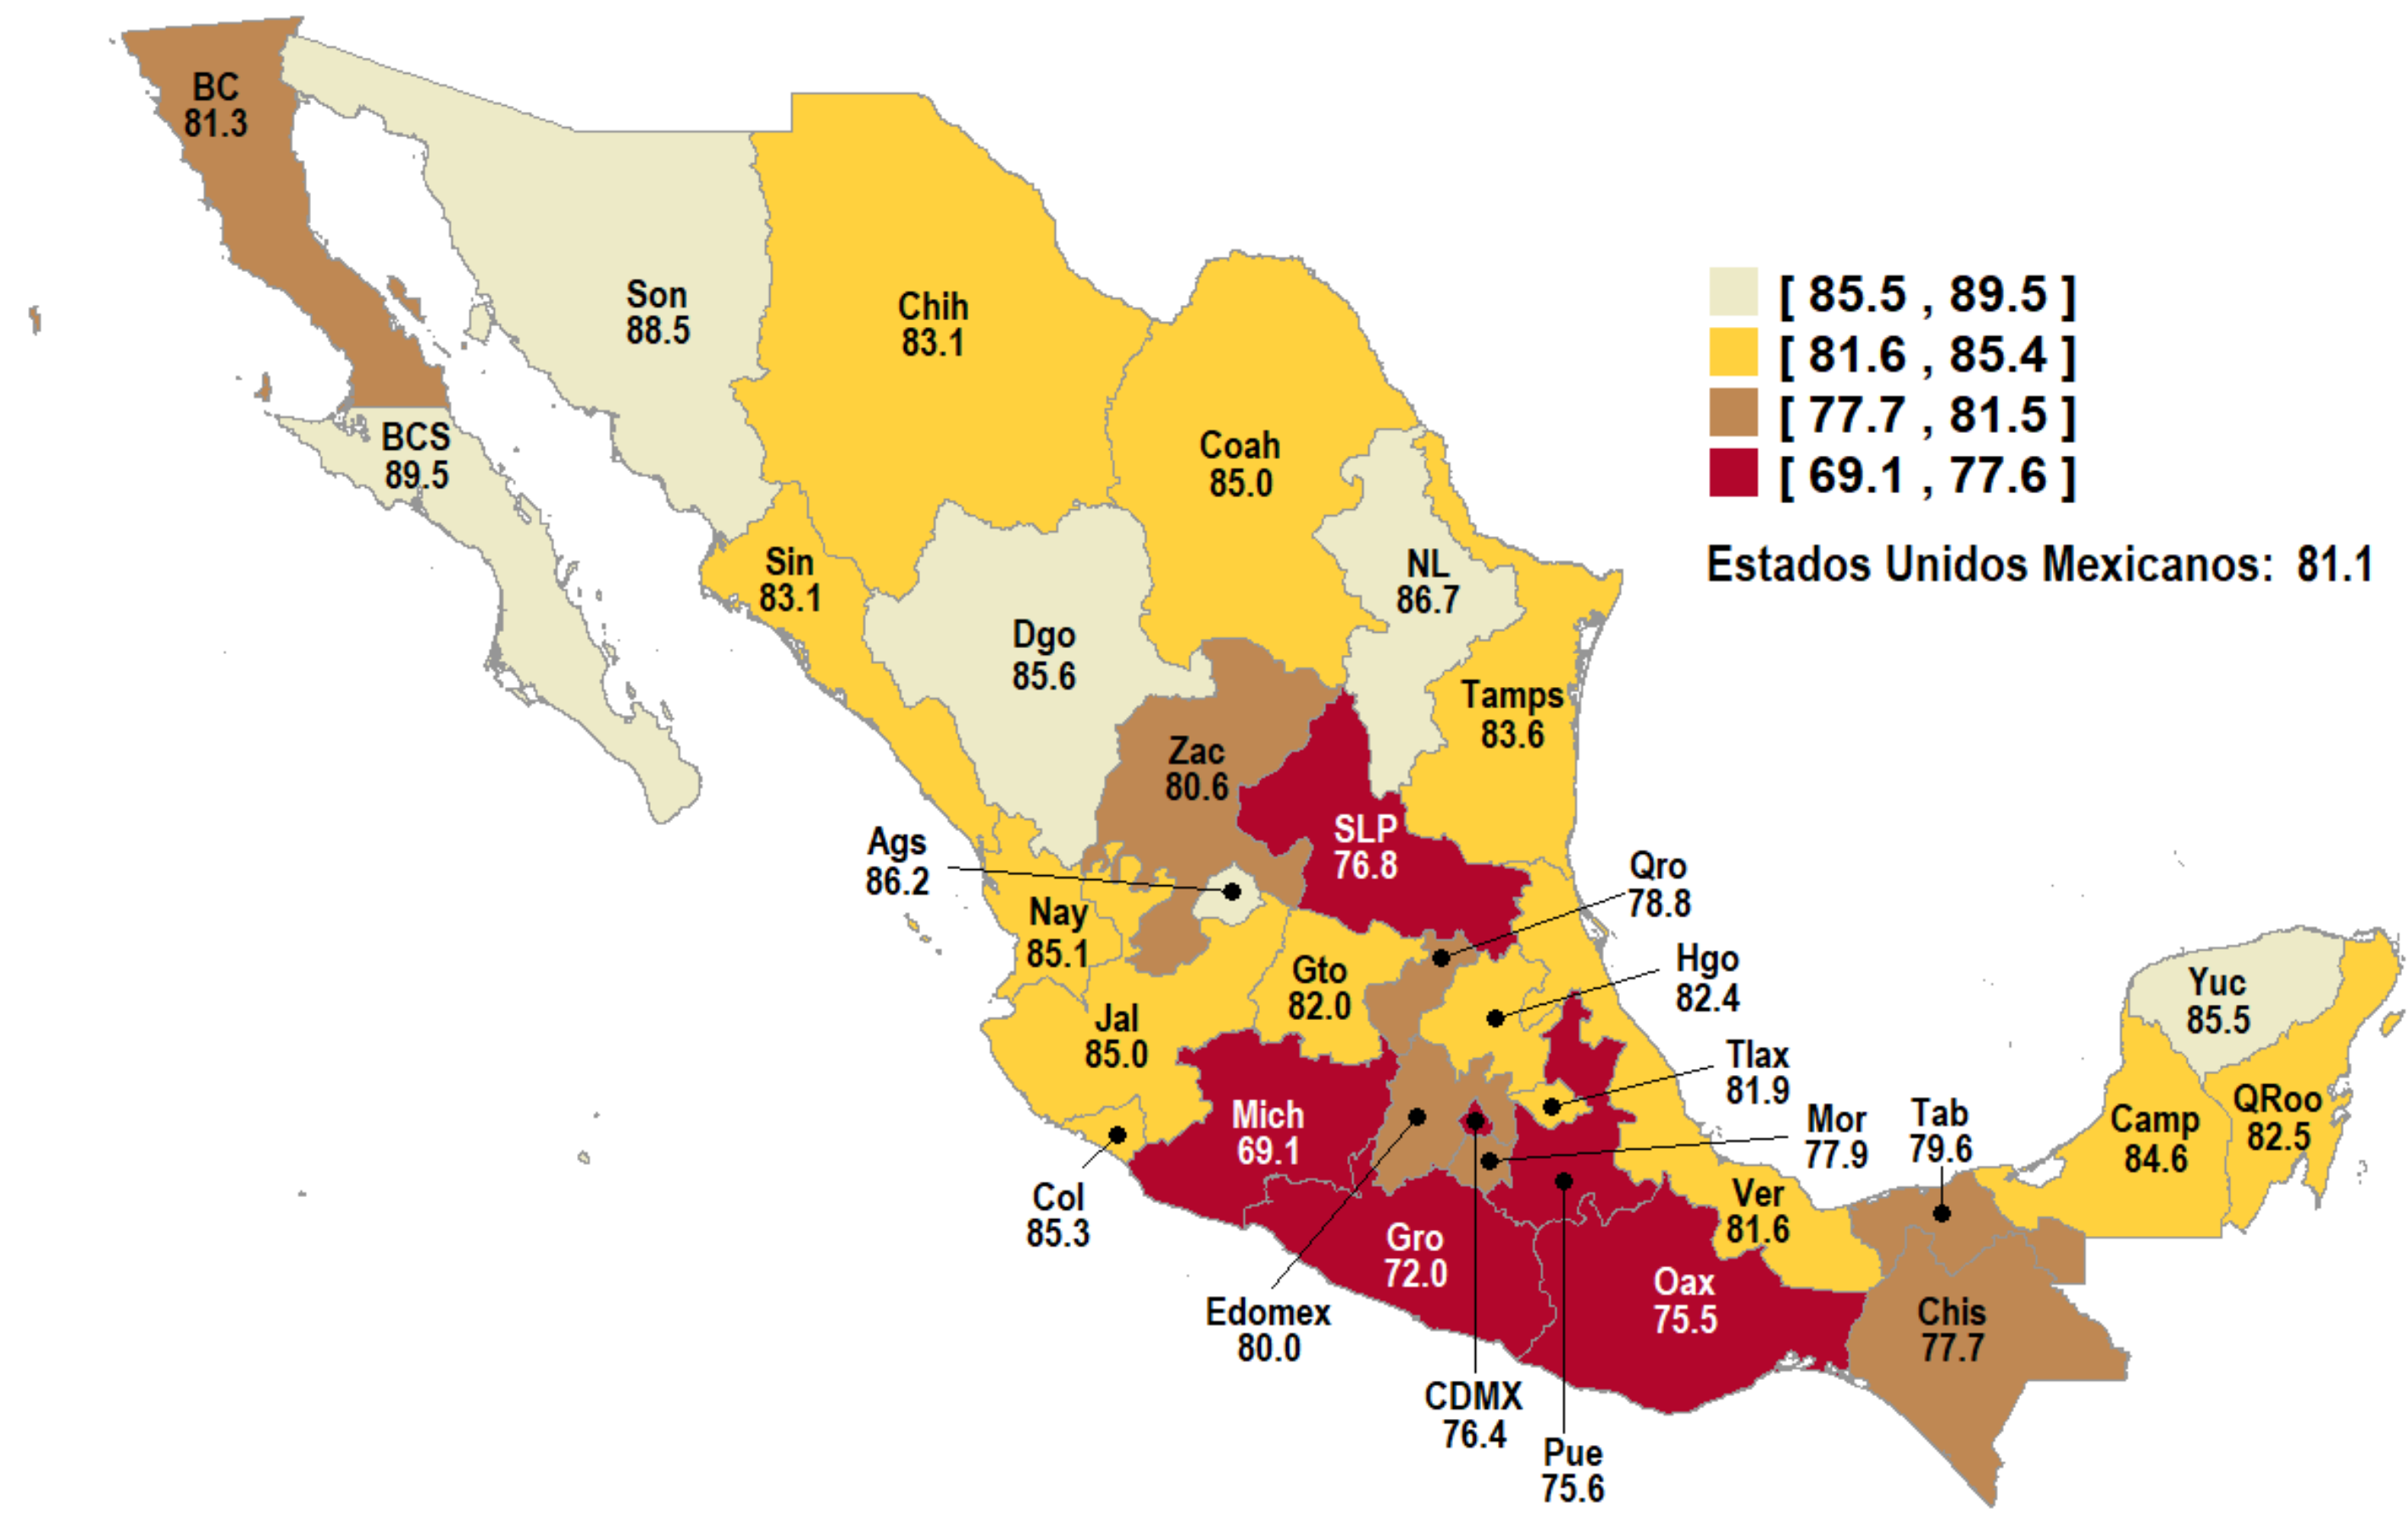 BC
81.3
Son
88.5
Chih
83.1
[ 85.5 , 89.5 ]
[ 81.6 , 85.4 ]
[ 77.7 , 81.5 ]
[ 69.1 , 77.6 ]
Estados Unidos Mexicanos: 81.1
BCS
89.5
Coah
85.0
Sin
83.1
NL
86.7
Dgo
85.6
Tamps
83.6
Zac
80.6
SLP
76.8
Ags
86.2
Qro
78.8
Nay
85.1
Gto
82.0
Hgo
82.4
Yuc
85.5
Jal
85.0
Tlax
81.9
Mich
69.1
Mor
77.9
Tab
79.6
Camp
84.6
QRoo
82.5
Col
85.3
Ver
81.6
Gro
72.0
Oax
75.5
Edomex
80.0
Chis
77.7
CDMX
76.4
Pue
75.6